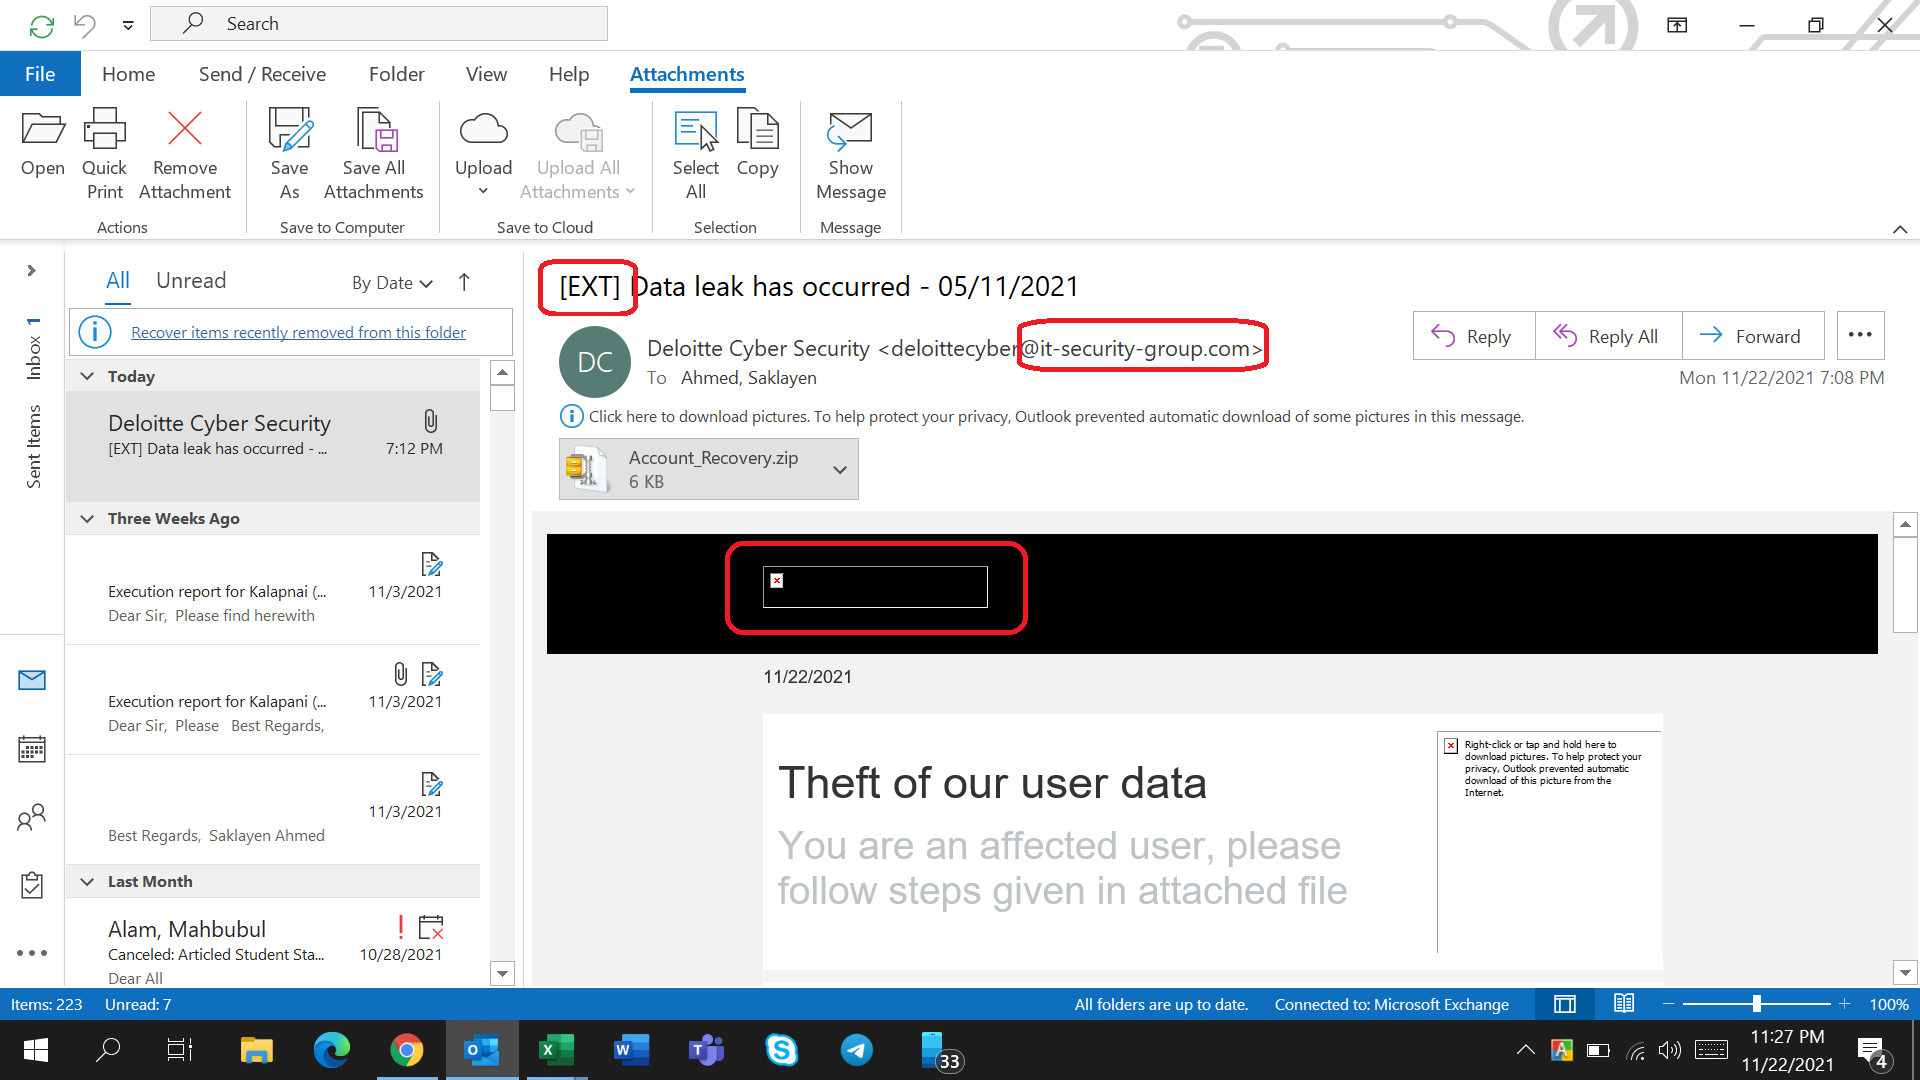 Search
File Home Send / Receive Folder View Help Attachments
Open Quick Print Remove Attachment Save As Save All Attachments Upload Upload All Attachments Select All Copy Show Message
Actions Save to Computer Save to Cloud Selection Message
All Unread By Date
Recover items recently removed from this folder
Inbox 1
Sent Items
Today
Deloitte Cyber Security
[EXT] Data leak has occurred - ... 7:12 PM
Three Weeks Ago
Execution report for Kalapnai (... 11/3/2021
Dear Sir, Please find herewith
Execution report for Kalapani (... 11/3/2021
Dear Sir, Please Best Regards,
11/3/2021
Best Regards, Saklayen Ahmed
Last Month
Alam, Mahbubul
Canceled: Articled Student Sta... 10/28/2021
Dear All
[EXT] Data leak has occurred - 05/11/2021
DC
Deloitte Cyber Security <deloittecyber@it-security-group.com>
To Ahmed, Saklayen
Reply Reply All Forward
Mon 11/22/2021 7:08 PM
Click here to download pictures. To help protect your privacy, Outlook prevented automatic download of some pictures in this message.
Account_Recovery.zip
6 KB
11/22/2021
Theft of our user data
You are an affected user, please
follow steps given in attached file
Right-click or tap and hold here to
download pictures. To help protect your
privacy, Outlook prevented automatic
download of this picture from the
Internet.
Items: 223 Unread: 7 All folders are up to date. Connected to: Microsoft Exchange 100%
33
11:27 PM
11/22/2021
4